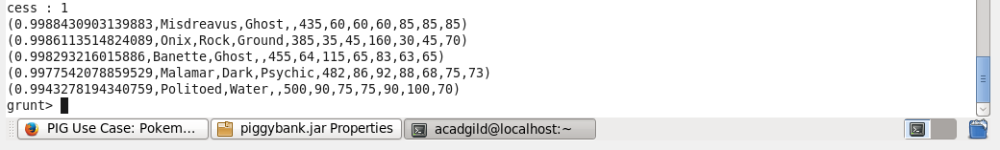 cess : 1
(0.9988430903139883,Misdreavus,Ghost,,435,60,60,60,85,85,85)
(0.9986113514824089,Onix,Rock,Ground,385,35,45,160,30,45,70)
(0.998293216015886,Banette,Ghost,,455,64,115,65,83,63,65)
(0.9977542078859529,Malamar,Dark,Psychic,482,86,92,88,68,75,73)
(0.9943278194340759,Politoed,Water,,500,90,75,75,90,100,70)
grunt>
PIG Use Case: Pokem... piggybank.jar Properties acadgild@localhost:~